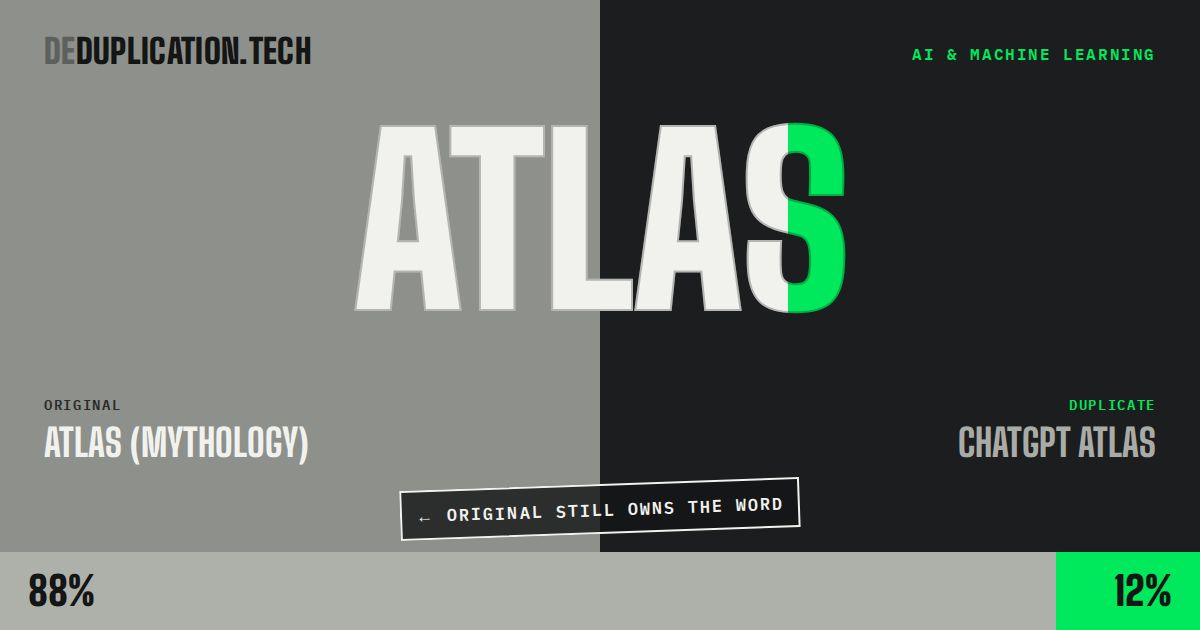 DEDUPLICATION.TECH
AI & MACHINE LEARNING
ATLAS
ORIGINAL
ATLAS (MYTHOLOGY)
DUPLICATE
CHATGPT ATLAS
← ORIGINAL STILL OWNS THE WORD
88%
12%